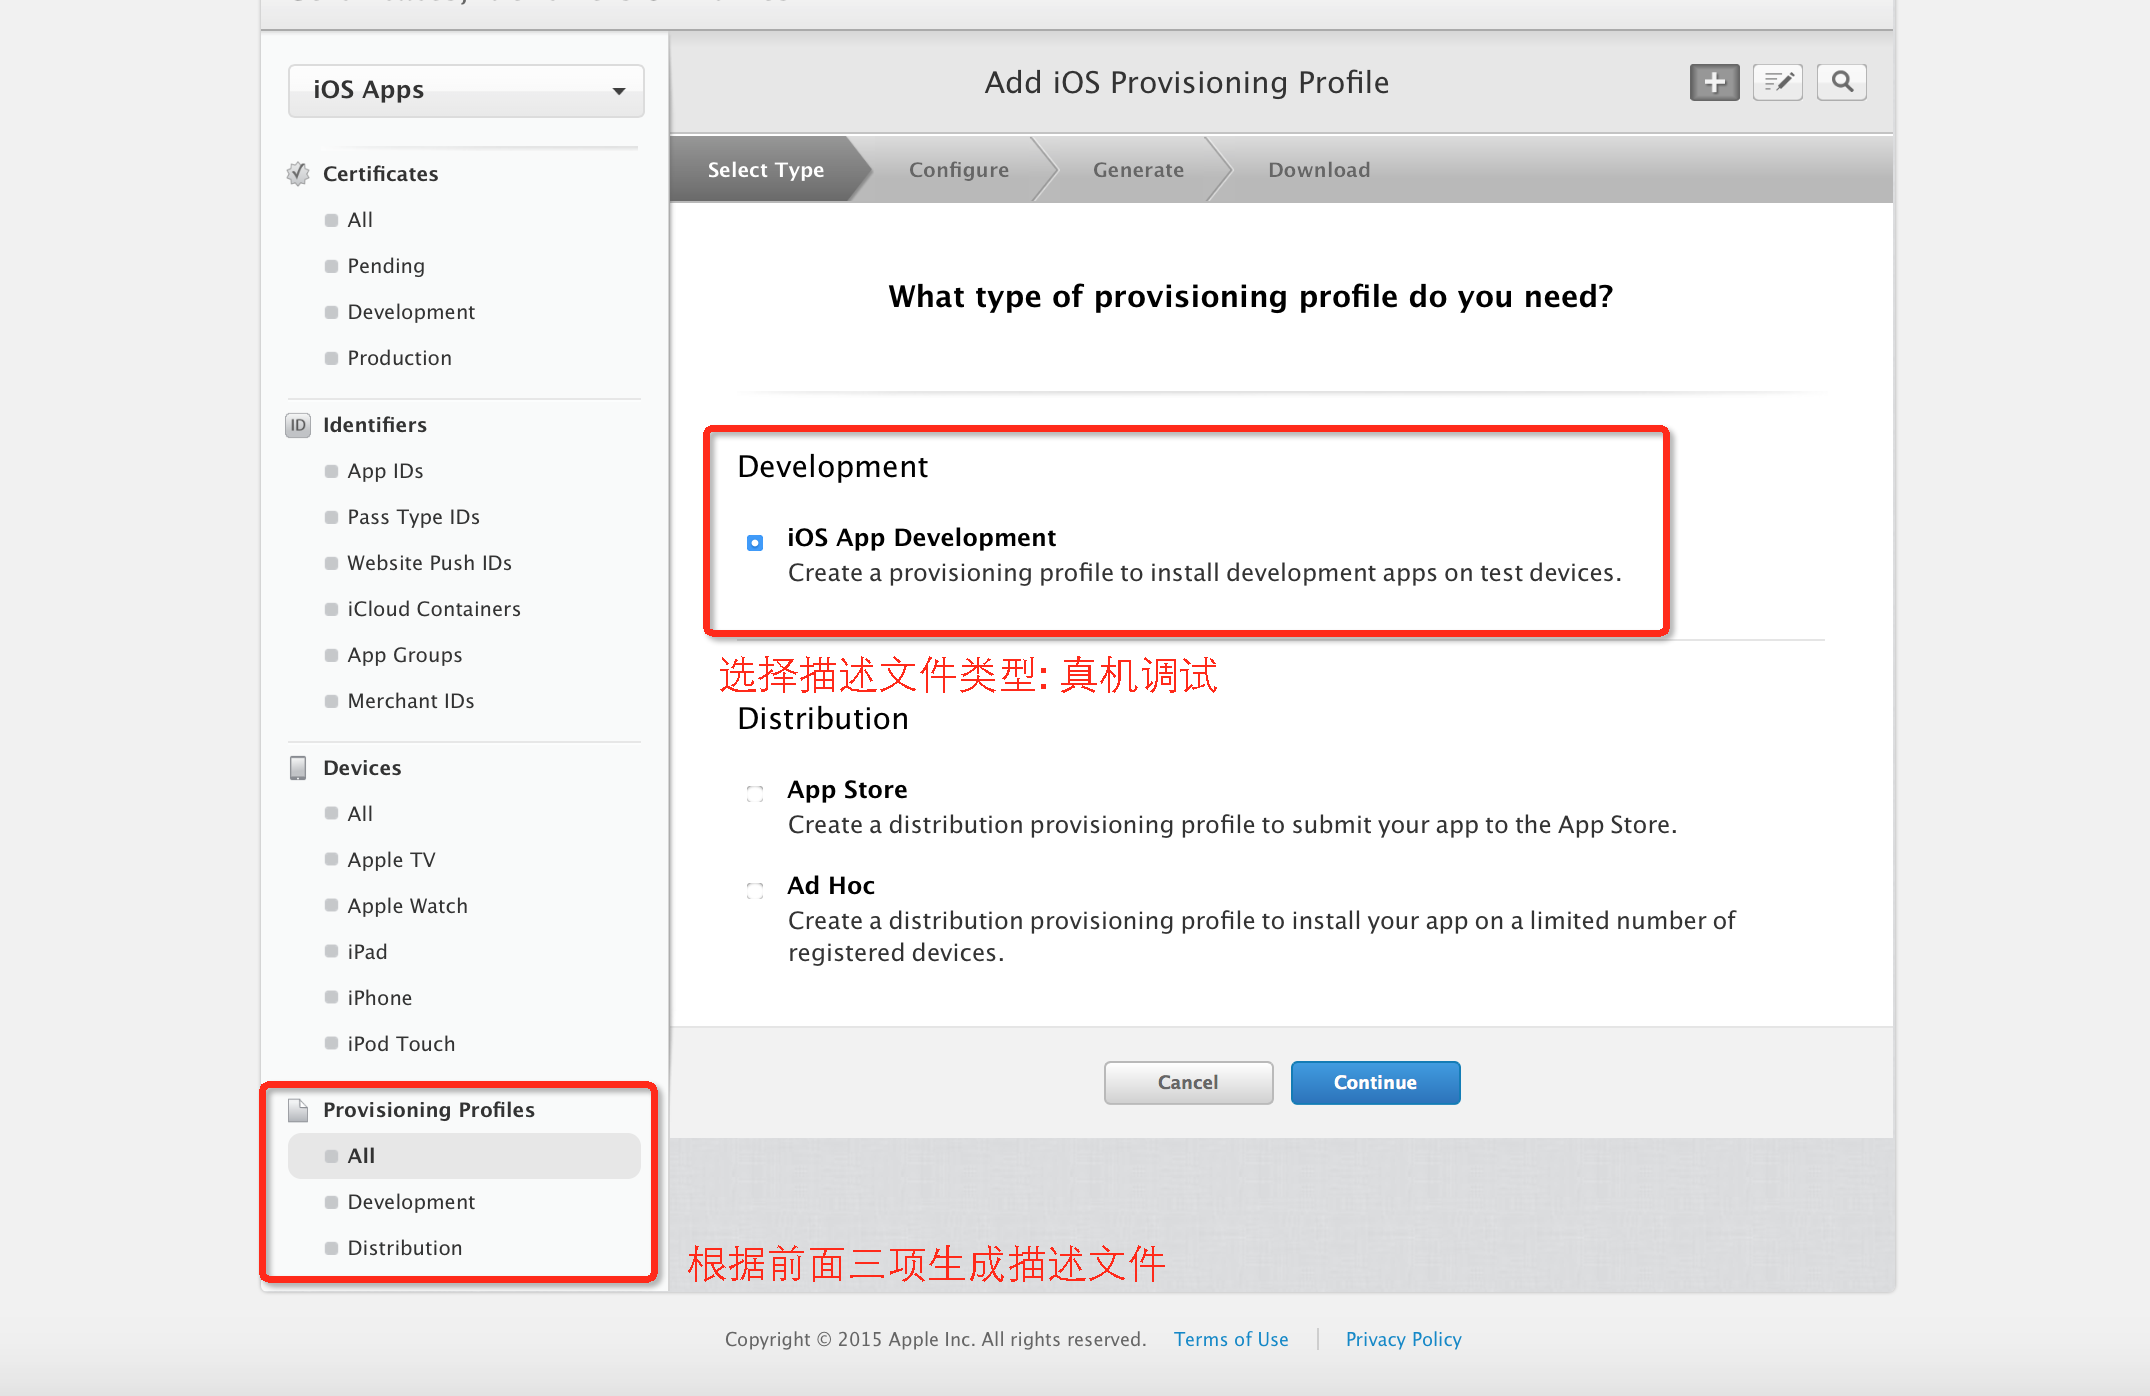 iOS Apps
Add iOS Provisioning Profile
Select Type
Configure
Generate
Download
Certificates
All
Pending
Development
Production
Identifiers
ID
App IDs
Pass Type IDs
Website Push IDs
iCloud Containers
App Groups
Merchant IDs
Devices
All
Apple TV
Apple Watch
iPad
iPhone
iPod Touch
Provisioning Profiles
All
Development
Distribution
What type of provisioning profile do you need?
Development
iOS App Development
Create a provisioning profile to install development apps on test devices.
选择描述文件类型: 真机调试
Distribution
App Store
Create a distribution provisioning profile to submit your app to the App Store.
Ad Hoc
Create a distribution provisioning profile to install your app on a limited number of
registered devices.
Cancel
Continue
根据前面三项生成描述文件
Copyright © 2015 Apple Inc. All rights reserved.
Terms of Use
Privacy Policy